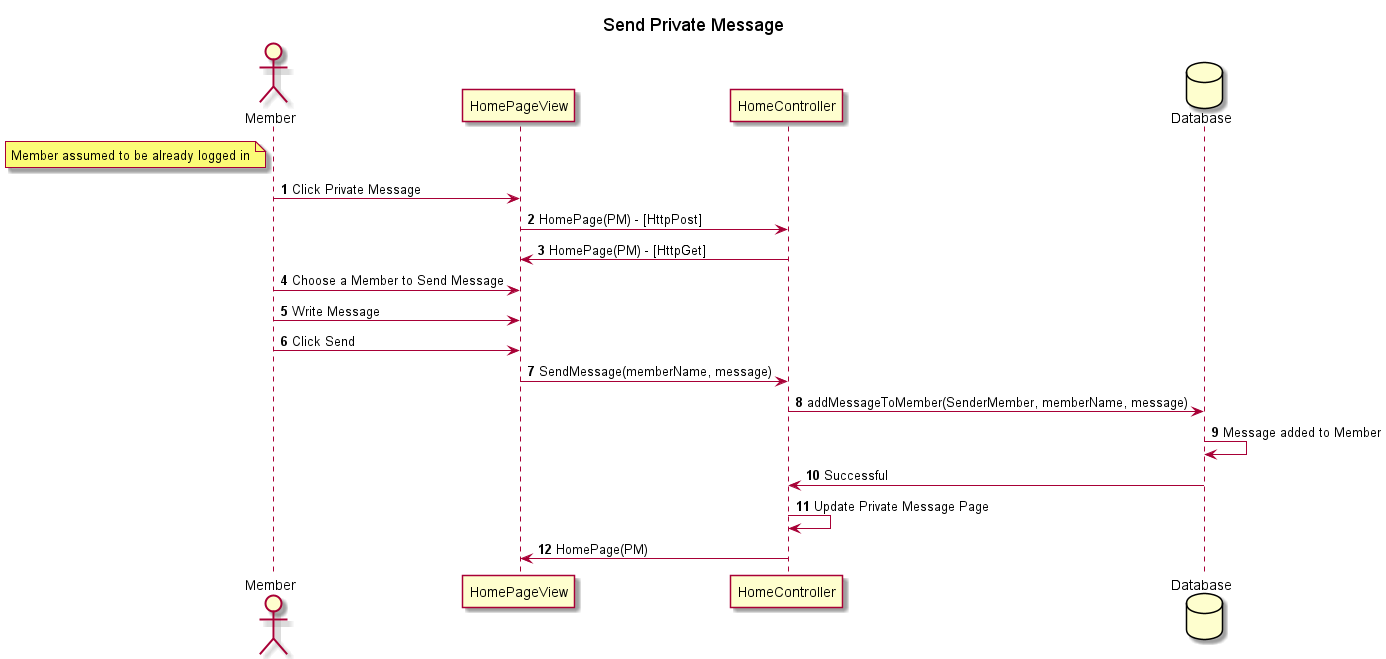 Send Private Message
Member
HomePageView
HomeController
Database
Member assumed to be already logged in
1 Click Private Message
2 HomePage(PM) - [HttpPost]
3 HomePage(PM) - [HttpGet]
4 Choose a Member to Send Message
5 Write Message
6 Click Send
7 SendMessage(memberName, message)
8 addMessageToMember(SenderMember, memberName, message)
9 Message added to Member
10 Successful
11 Update Private Message Page
12 HomePage(PM)
Member
HomePageView
HomeController
Database